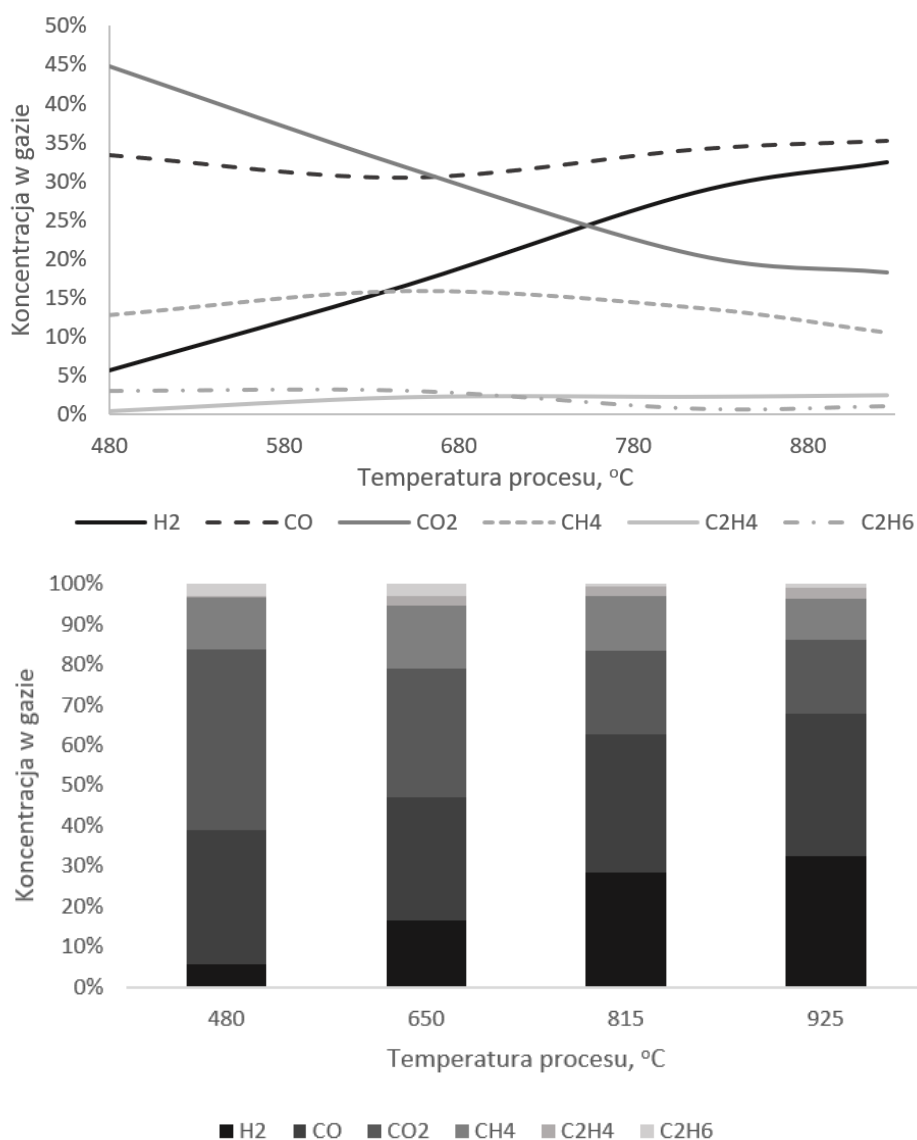 50%
45%
40%
35%
30%
25%
20%
15%
10%
5%
0%
Koncentracja w gazie
480 580 680 780 880
Temperatura procesu, °C
H2 CO CO2 CH4 C2H4 C2H6
100%
90%
80%
70%
60%
50%
40%
30%
20%
10%
0%
Koncentracja w gazie
480 650 815 925
Temperatura procesu, °C
H2 CO CO2 CH4 C2H4 C2H6